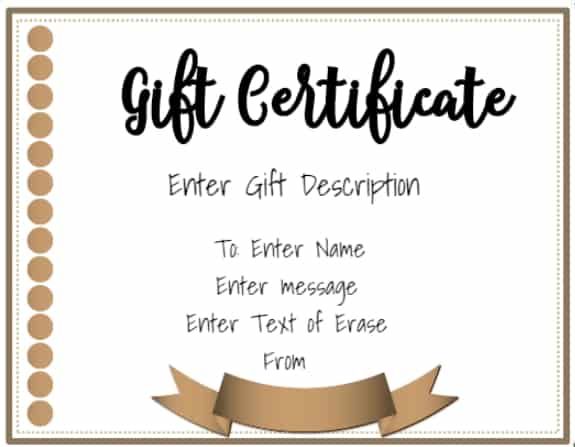 Gift Certificate
Enter Gift Description
To: Enter Name
Enter message
Enter Text of Erase
From